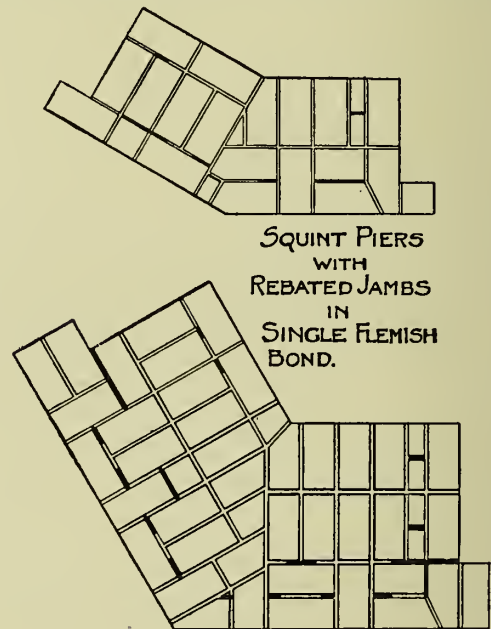 SQUINT PIERS
WITH
REBATED JAMBS
IN
SINGLE FLEMISH
BOND.